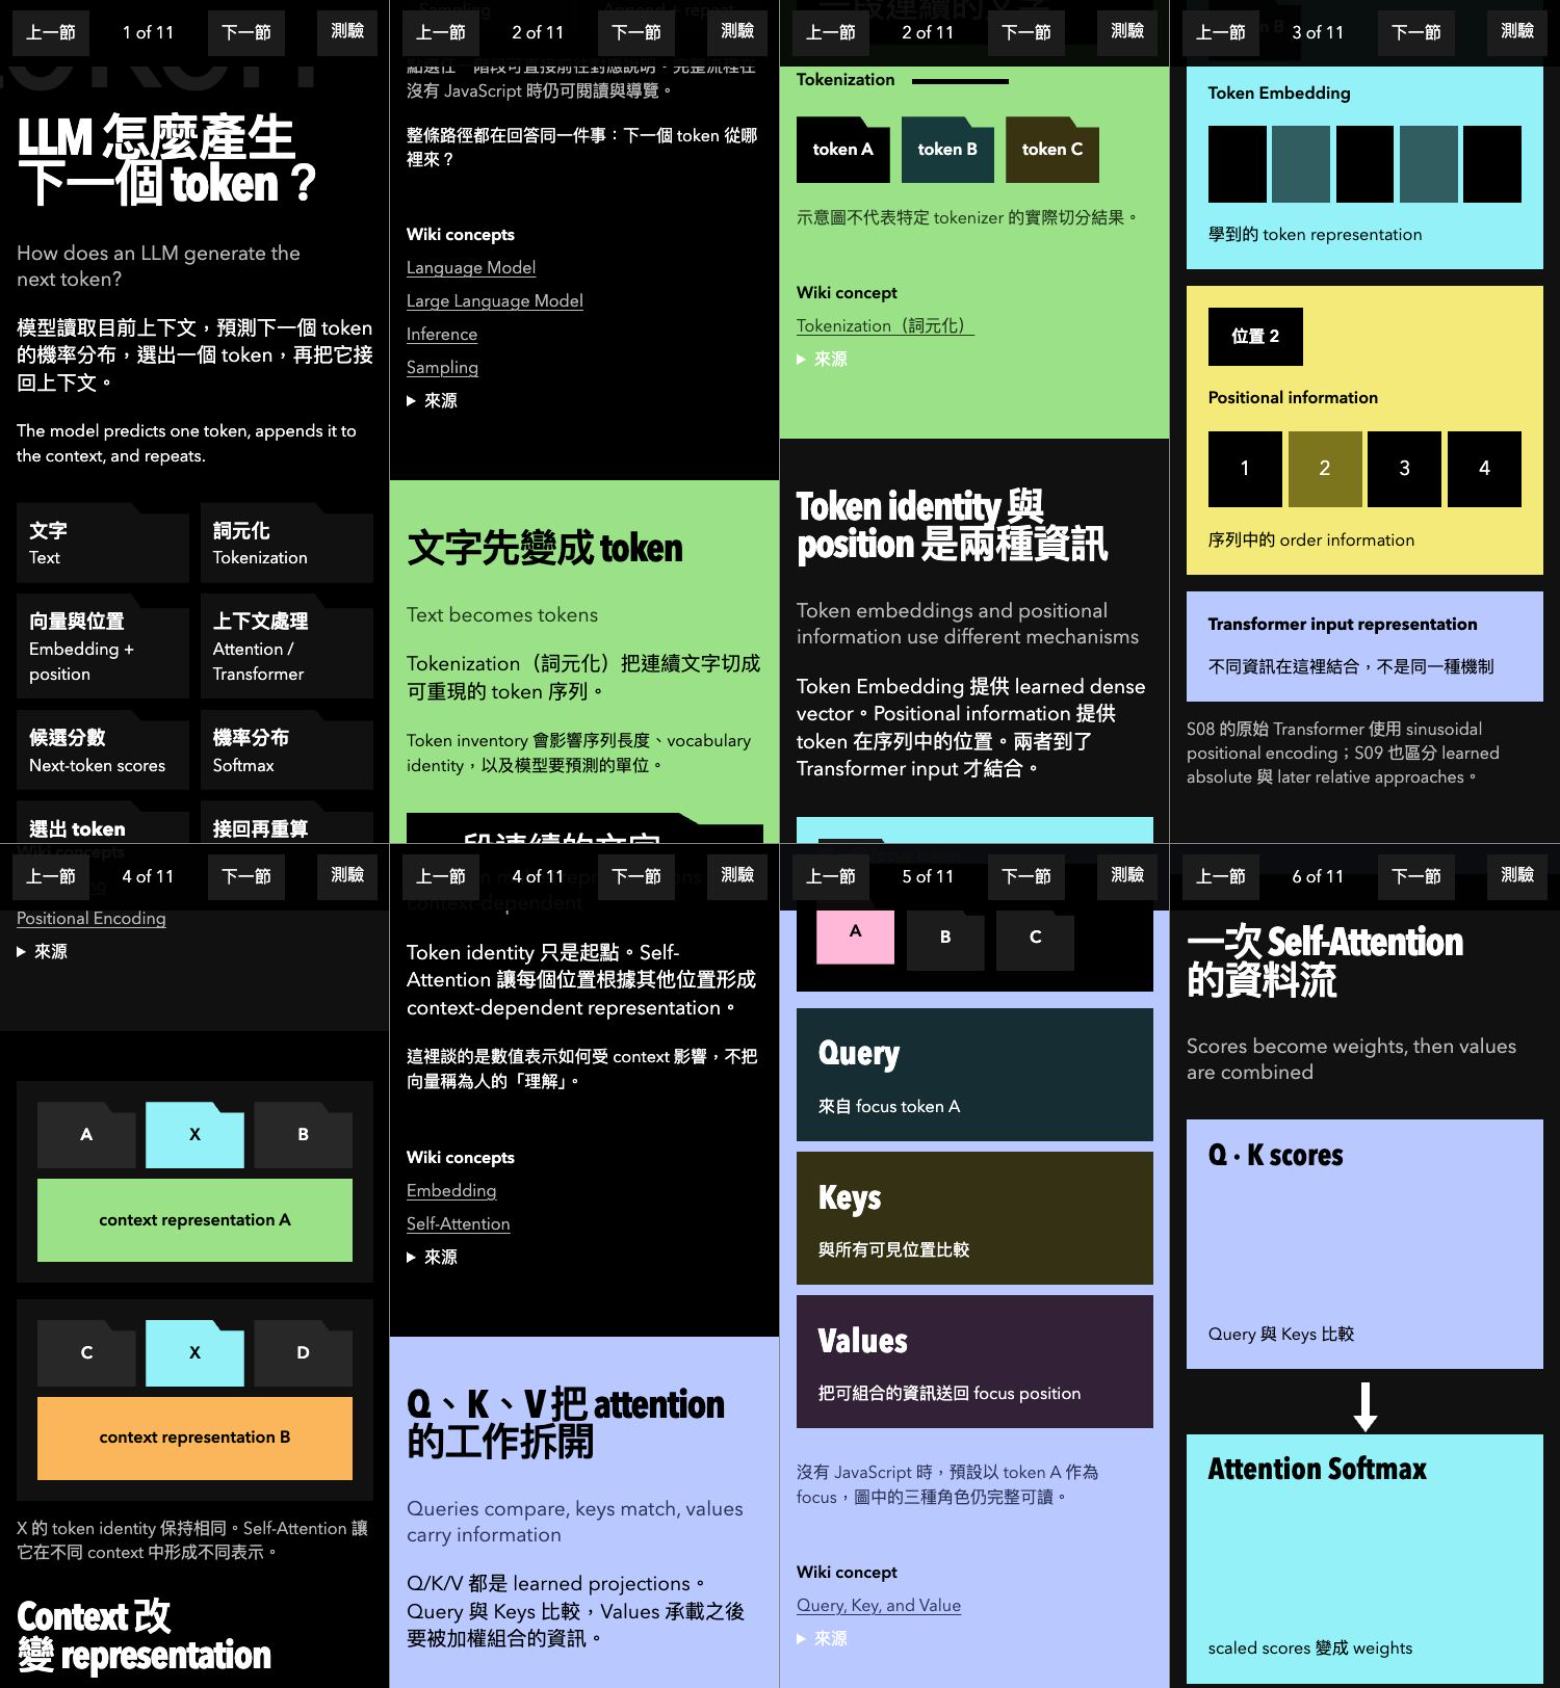 上一節
1 of 11
下一節
測驗
LLM 怎麼產生
下一個 token？
How does an LLM generate the
next token?
模型讀取目前上下文，預測下一個 token
的機率分布，選出一個 token，再把它接
回上下文。
The model predicts one token, appends it to
the context, and repeats.
文字
Text
詞元化
Tokenization
向量與位置
Embedding +
position
上下文處理
Attention /
Transformer
候選分數
Next-token scores
機率分布
Softmax
選出 token
接回再重算
上一節
2 of 11
下一節
測驗
點選任一階段可直接前往對應說明。完整流程在
沒有 JavaScript 時仍可閱讀與導覽。
整條路徑都在回答同一件事：下一個 token 從哪
裡來？
Wiki concepts
Language Model
Large Language Model
Inference
Sampling
▶ 來源
文字先變成 token
Text becomes tokens
Tokenization（詞元化）把連續文字切成
可重現的 token 序列。
Token inventory 會影響序列長度、vocabulary
identity，以及模型要預測的單位。
一段連續的文字
上一節
2 of 11
下一節
測驗
Tokenization
token A
token B
token C
示意圖不代表特定 tokenizer 的實際切分結果。
Wiki concept
Tokenization（詞元化）
▶ 來源
Token identity 與
position 是兩種資訊
Token embeddings and positional
information use different mechanisms
Token Embedding 提供 learned dense
vector。Positional information 提供
token 在序列中的位置。兩者到了
Transformer input 才結合。
上一節
3 of 11
下一節
測驗
Token Embedding
學到的 token representation
位置 2
Positional information
1
2
3
4
序列中的 order information
Transformer input representation
不同資訊在這裡結合，不是同一種機制
S08 的原始 Transformer 使用 sinusoidal
positional encoding；S09 也區分 learned
absolute 與 later relative approaches。
Wiki concepts
上一節
4 of 11
下一節
測驗
Positional Encoding
▶ 來源
A
X
B
context representation A
C
X
D
context representation B
X 的 token identity 保持相同。Self-Attention 讓
它在不同 context 中形成不同表示。
Context 改
變 representation
上一節
4 of 11
下一節
測驗
context-dependent
Token identity 只是起點。Self-
Attention 讓每個位置根據其他位置形成
context-dependent representation。
這裡談的是數值表示如何受 context 影響，不把
向量稱為人的「理解」。
Wiki concepts
Embedding
Self-Attention
▶ 來源
Q、K、V 把 attention
的工作拆開
Queries compare, keys match, values
carry information
Q/K/V 都是 learned projections。
Query 與 Keys 比較，Values 承載之後
要被加權組合的資訊。
上一節
5 of 11
下一節
測驗
A
B
C
Query
來自 focus token A
Keys
與所有可見位置比較
Values
把可組合的資訊送回 focus position
沒有 JavaScript 時，預設以 token A 作為
focus，圖中的三種角色仍完整可讀。
Wiki concept
Query, Key, and Value
▶ 來源
上一節
6 of 11
下一節
測驗
一次 Self-Attention
的資料流
Scores become weights, then values
are combined
Q · K scores
Query 與 Keys 比較
Attention Softmax
scaled scores 變成 weights